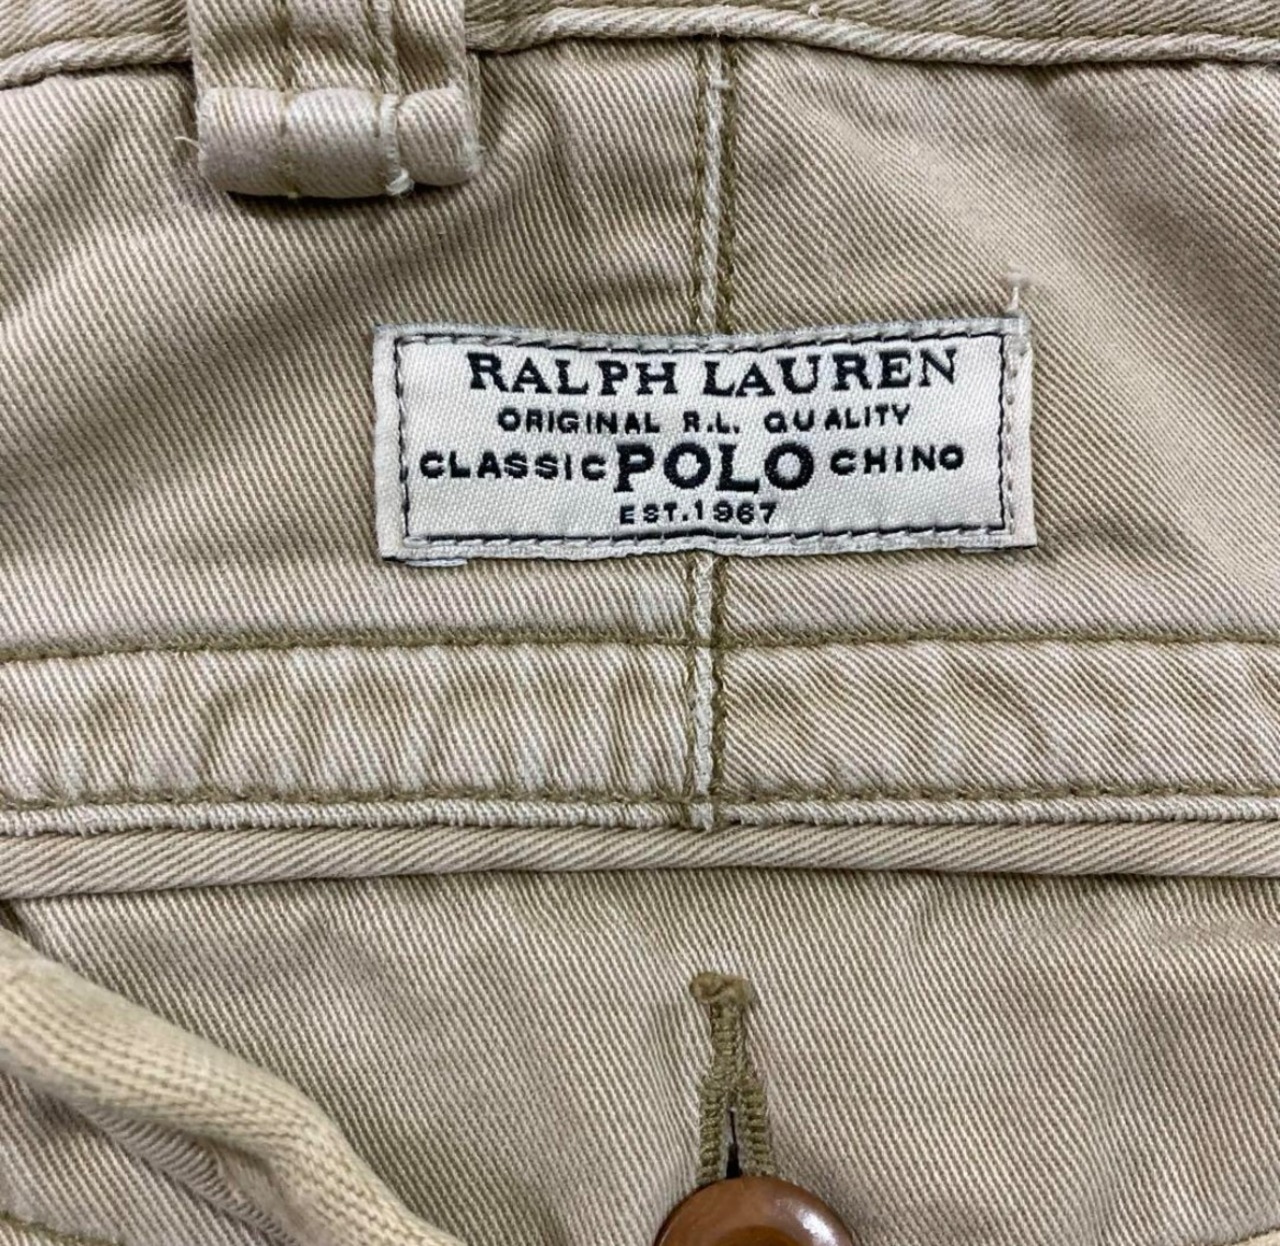 RALPH LAUREN
ORIGINAL R.L. QUALITY
CLASSIC POLO CHINO
EST.1967